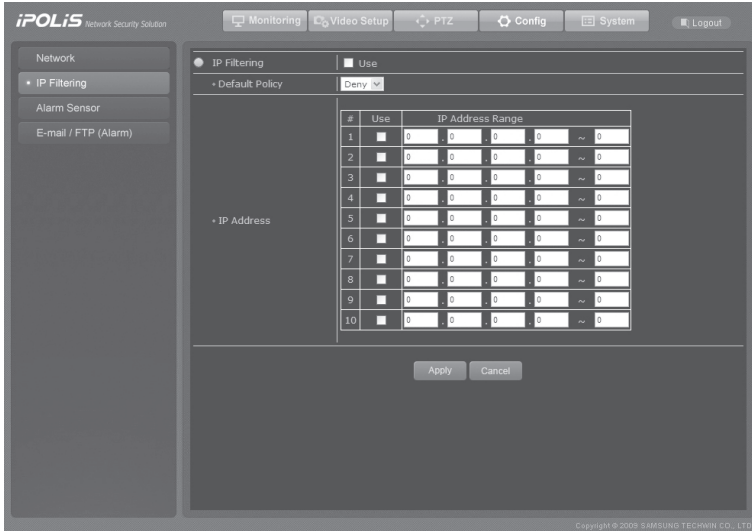 iPOLiS Network Security Solution
Monitoring Video Setup PTZ Config System Logout
Network
IP Filtering
Alarm Sensor
E-mail / FTP (Alarm)
IP Filtering Use
• Default Policy Deny
• IP Address
# Use IP Address Range
1 0 . 0 . 0 . 0 ~ 0
2 0 . 0 . 0 . 0 ~ 0
3 0 . 0 . 0 . 0 ~ 0
4 0 . 0 . 0 . 0 ~ 0
5 0 . 0 . 0 . 0 ~ 0
6 0 . 0 . 0 . 0 ~ 0
7 0 . 0 . 0 . 0 ~ 0
8 0 . 0 . 0 . 0 ~ 0
9 0 . 0 . 0 . 0 ~ 0
10 0 . 0 . 0 . 0 ~ 0
Apply Cancel
Copyright © 2009 SAMSUNG TECHWIN CO., LTD